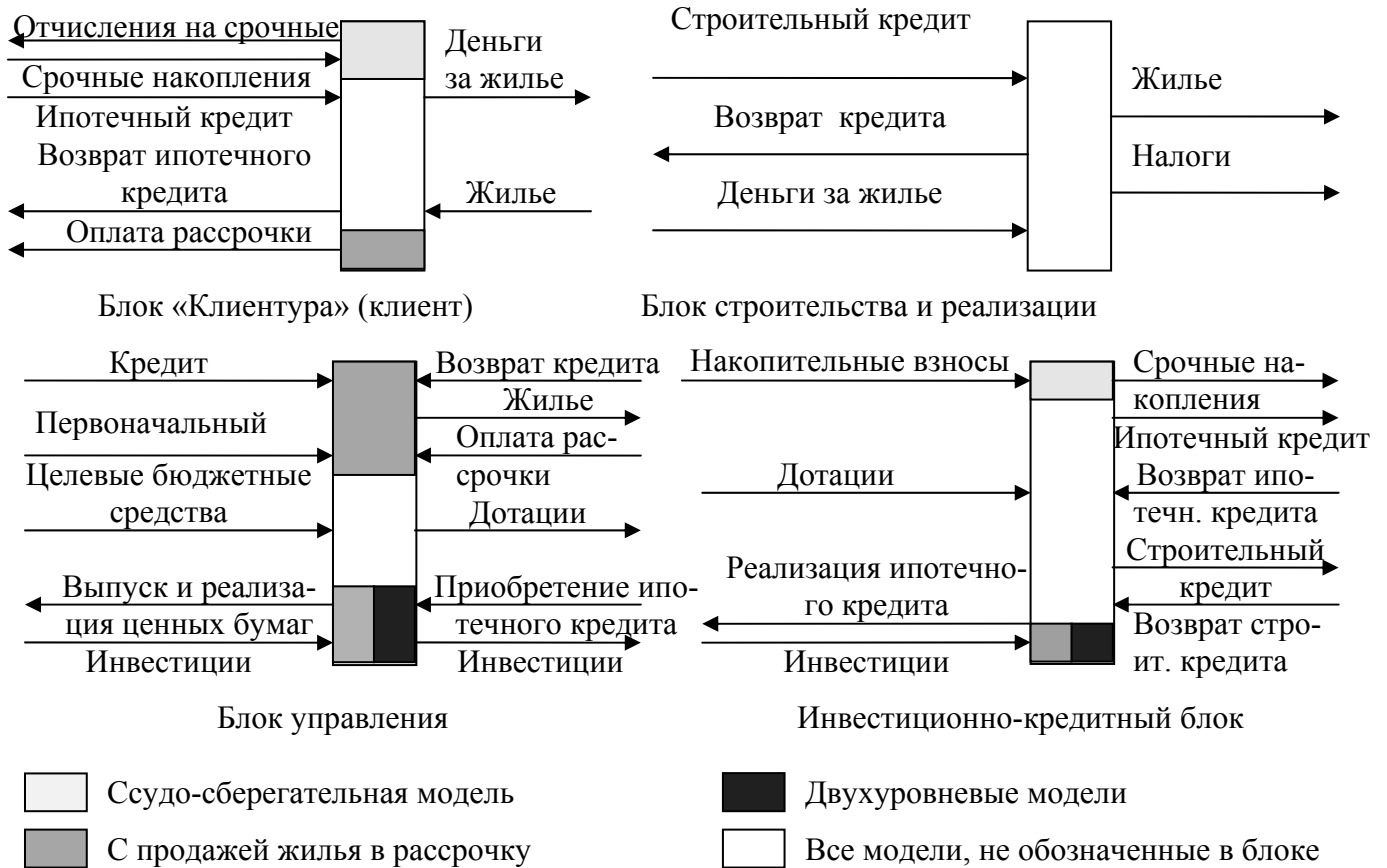 Отчисления на срочные
Срочные накопления
Ипотечный кредит
Возврат ипотечного
кредита
Оплата рассрочки
Деньги
за жилье
Жилье
Блок «Клиентура» (клиент)
Строительный кредит
Возврат кредита
Деньги за жилье
Жилье
Налоги
Блок строительства и реализации
Кредит
Первоначальный
Целевые бюджетные
средства
Выпуск и реализа-
ция ценных бумаг
Инвестиции
Возврат кредита
Жилье
Оплата рас-
срочки
Дотации
Приобретение ипо-
течного кредита
Инвестиции
Блок управления
Накопительные взносы
Дотации
Реализация ипотечно-
го кредита
Инвестиции
Срочные на-
копления
Ипотечный кредит
Возврат ипо-
течн. кредита
Строительный
кредит
Возврат стро-
ит. кредита
Инвестиционно-кредитный блок
Ссудо-сберегательная модель
С продажей жилья в рассрочку
Двухуровневые модели
Все модели, не обозначенные в блоке